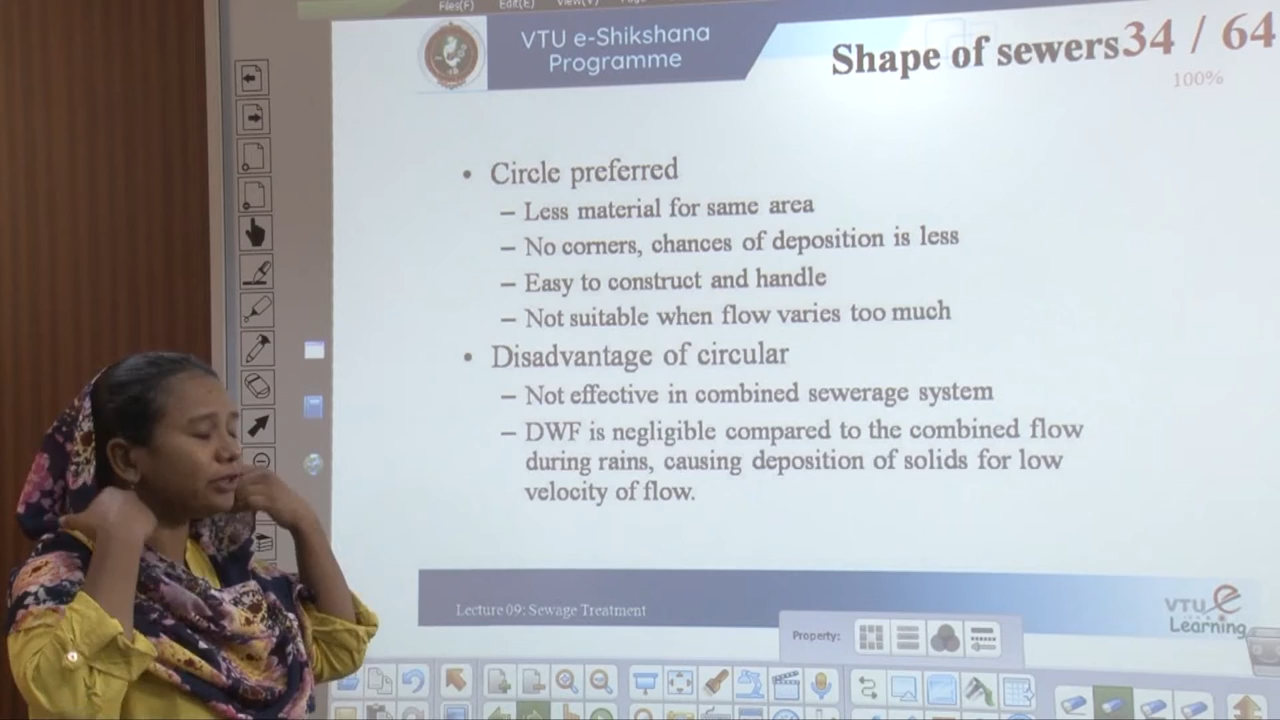 Files(F) Edit(E) View(V)
VTU e-Shikshana
Programme
Shape of sewers
34 / 64
100%
• Circle preferred
– Less material for same area
– No corners, chances of deposition is less
– Easy to construct and handle
– Not suitable when flow varies too much
• Disadvantage of circular
– Not effective in combined sewerage system
– DWF is negligible compared to the combined flow
during rains, causing deposition of solids for low
velocity of flow.
Lecture 09: Sewage Treatment
VTU e
Learning
Property: